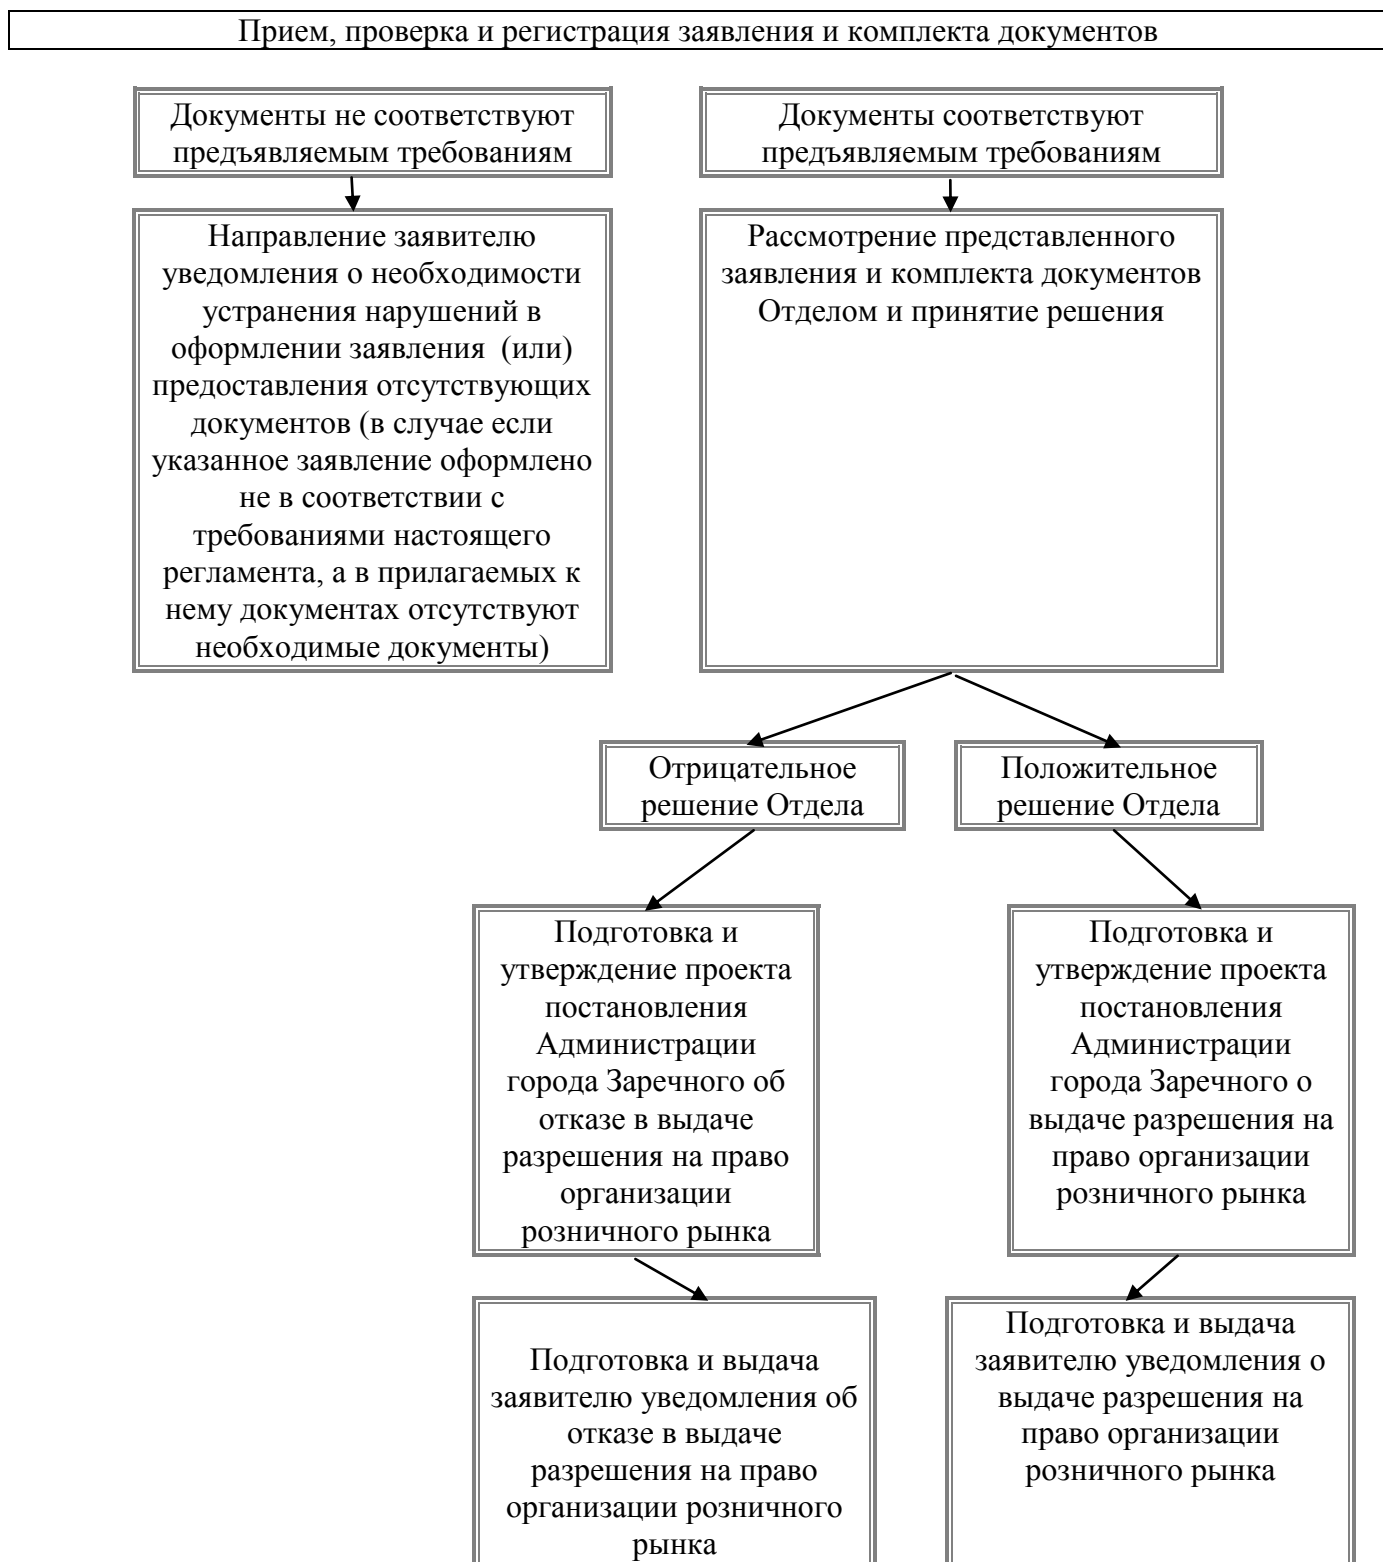 Прием, проверка и регистрация заявления и комплекта документов
Документы не соответствуют
предъявляемым требованиям
Документы соответствуют
предъявляемым требованиям
Направление заявителю
уведомления о необходимости
устранения нарушений в
оформлении заявления  (или)
предоставления отсутствующих
документов (в случае если
указанное заявление оформлено
не в соответствии с
требованиями настоящего
регламента, а в прилагаемых к
нему документах отсутствуют
необходимые документы)
Рассмотрение представленного
заявления и комплекта документов
Отделом и принятие решения
Отрицательное
решение Отдела
Положительное
решение Отдела
Подготовка и
утверждение проекта
постановления
Администрации
города Заречного об
отказе в выдаче
разрешения на право
организации
розничного рынка
Подготовка и
утверждение проекта
постановления
Администрации
города Заречного о
выдаче разрешения на
право организации
розничного рынка
Подготовка и выдача
заявителю уведомления об
отказе в выдаче
разрешения на право
организации розничного
рынка
Подготовка и выдача
заявителю уведомления о
выдаче разрешения на
право организации
розничного рынка